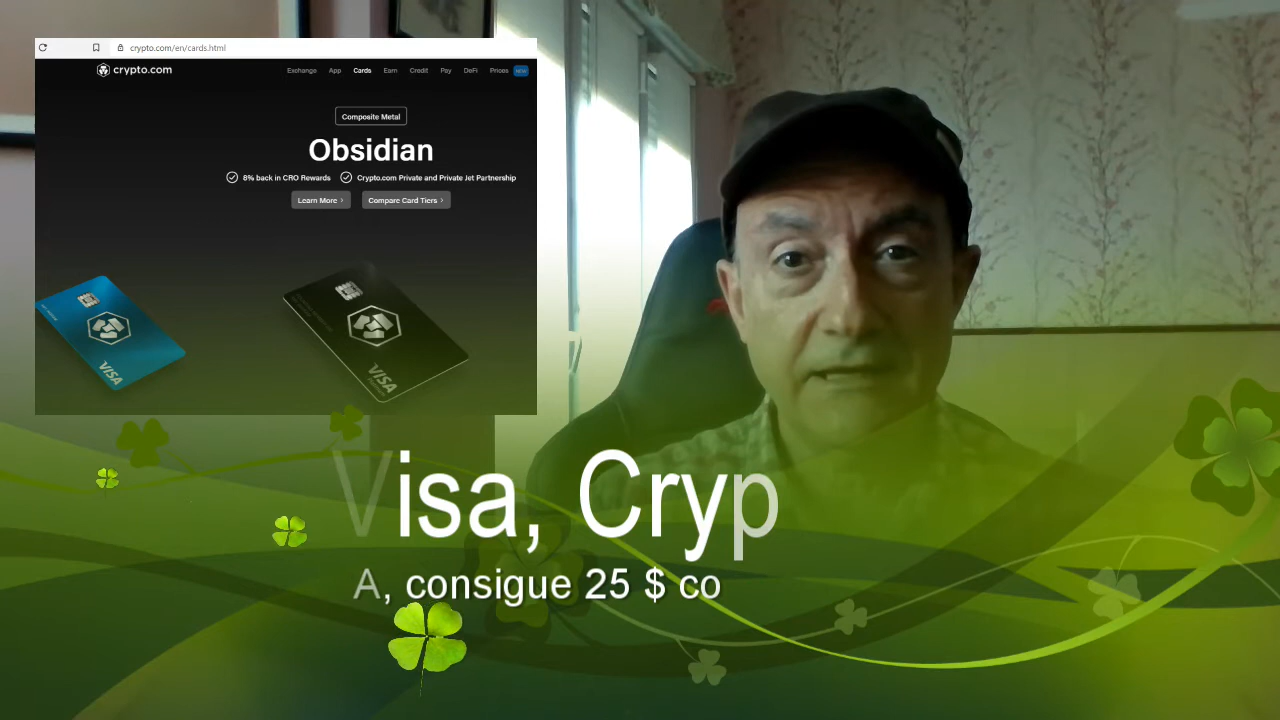 crypto.com/en/cards.html
crypto.com
Exchange App Cards Earn Credit Pay DeFi Prices NEW
Composite Metal
Obsidian
8% back in CRO Rewards Crypto.com Private and Private Jet Partnership
Learn More › Compare Card Tiers ›
VISA
VISA
Visa, Cryp
A, consigue 25 $ co